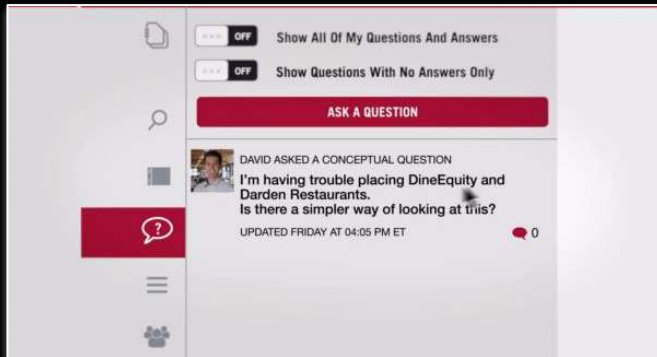 OFF Show All Of My Questions And Answers
OFF Show Questions With No Answers Only
ASK A QUESTION
DAVID ASKED A CONCEPTUAL QUESTION
I'm having trouble placing DineEquity and
Darden Restaurants.
Is there a simpler way of looking at this?
UPDATED FRIDAY AT 04:05 PM ET
0